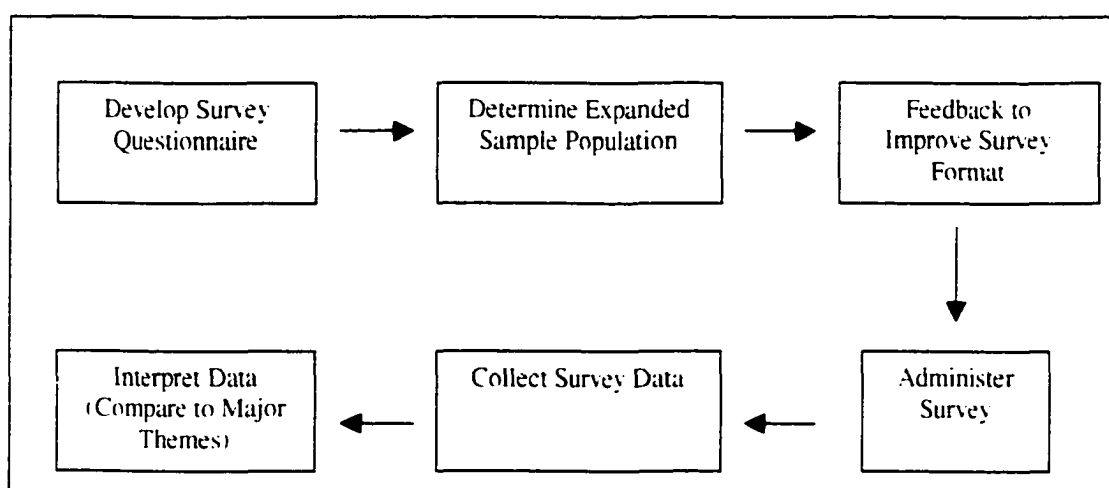 Develop Survey
Questionnaire
Determine Expanded
Sample Population
Feedback to
Improve Survey
Format
Administer
Survey
Collect Survey Data
Interpret Data
(Compare to Major
Themes)